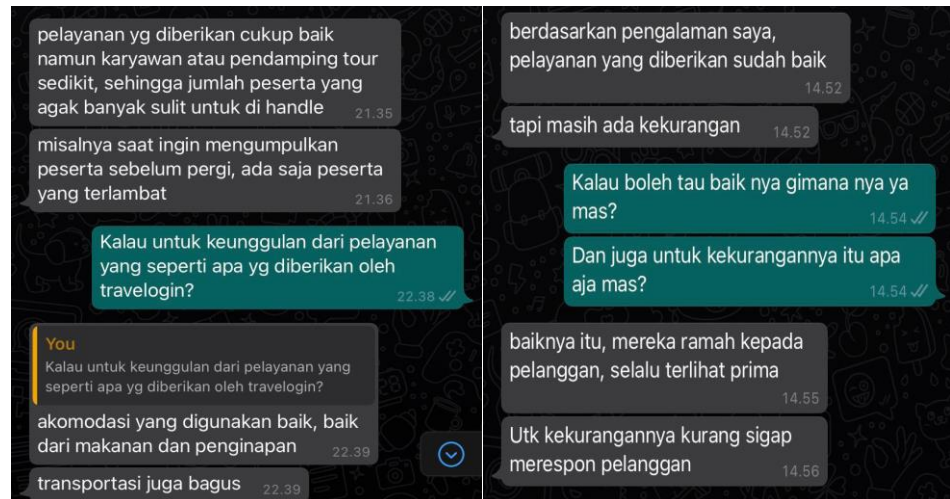 pelayanan yg diberikan cukup baik
namun karyawan atau pendamping tour
sedikit, sehingga jumlah peserta yang
agak banyak sulit untuk di handle 21.35
misalnya saat ingin mengumpulkan
peserta sebelum pergi, ada saja peserta
yang terlambat 21.36
Kalau untuk keunggulan dari pelayanan
yang seperti apa yg diberikan oleh
travelogin? 22.38
You
Kalau untuk keunggulan dari pelayanan yang
seperti apa yg diberikan oleh travelogin?
akomodasi yang digunakan baik, baik
dari makanan dan penginapan 22.39
transportasi juga bagus 22.39
berdasarkan pengalaman saya,
pelayanan yang diberikan sudah baik
14.52
tapi masih ada kekurangan 14.52
Kalau boleh tau baik nya gimana nya ya
mas? 14.54
Dan juga untuk kekurangannya itu apa
aja mas? 14.54
baiknya itu, mereka ramah kepada
pelanggan, selalu terlihat prima
14.55
Utk kekurangannya kurang sigap
merespon pelanggan 14.56